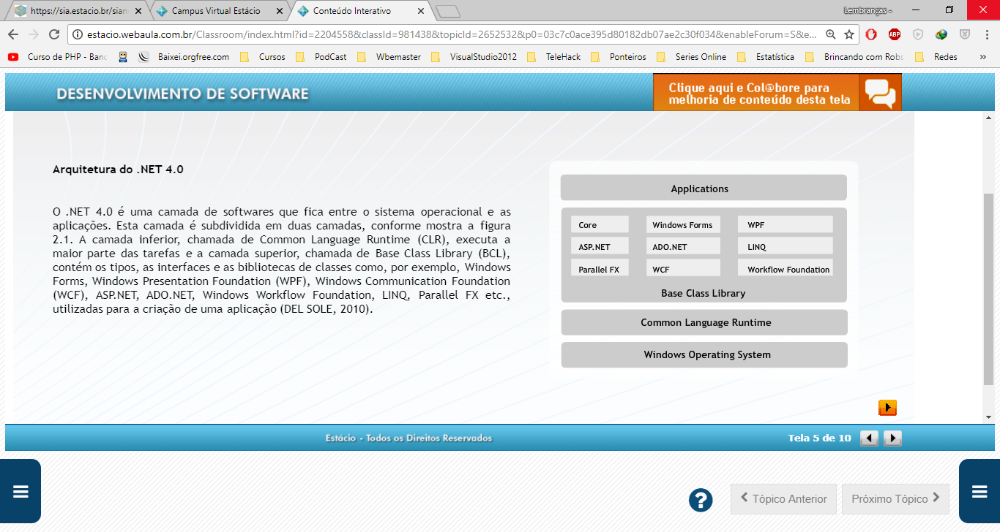 https://sia.estacio.br/sian
Campus Virtual Estácio
Conteúdo Interativo
Lembranças -
estacio.webaula.com.br/Classroom/index.html?id=2204558&classId=981438&topicId=2652532&p0=03c7c0ace395d80182db07ae2c30f034&enableForum=S&e...
ABP
Curso de PHP - Banc
Baixei.orgfree.com
Cursos
PodCast
Wbemaster
VisualStudio2012
TeleHack
Ponteiros
Series Online
Estatística
Brincando com Robs
Redes
»
DESENVOLVIMENTO DE SOFTWARE
Clique aqui e Col@bore para
melhoria de conteúdo desta tela
Arquitetura do .NET 4.0
O .NET 4.0 é uma camada de softwares que fica entre o sistema operacional e as
aplicações. Esta camada é subdividida em duas camadas, conforme mostra a figura
2.1. A camada inferior, chamada de Common Language Runtime (CLR), executa a
maior parte das tarefas e a camada superior, chamada de Base Class Library (BCL),
contém os tipos, as interfaces e as bibliotecas de classes como, por exemplo, Windows
Forms, Windows Presentation Foundation (WPF), Windows Communication Foundation
(WCF), ASP.NET, ADO.NET, Windows Workflow Foundation, LINQ, Parallel FX etc.,
utilizadas para a criação de uma aplicação (DEL SOLE, 2010).
Applications
Core
Windows Forms
WPF
ASP.NET
ADO.NET
LINQ
Parallel FX
WCF
Workflow Foundation
Base Class Library
Common Language Runtime
Windows Operating System
Estácio - Todos os Direitos Reservados
Tela 5 de 10
?
Tópico Anterior
Próximo Tópico